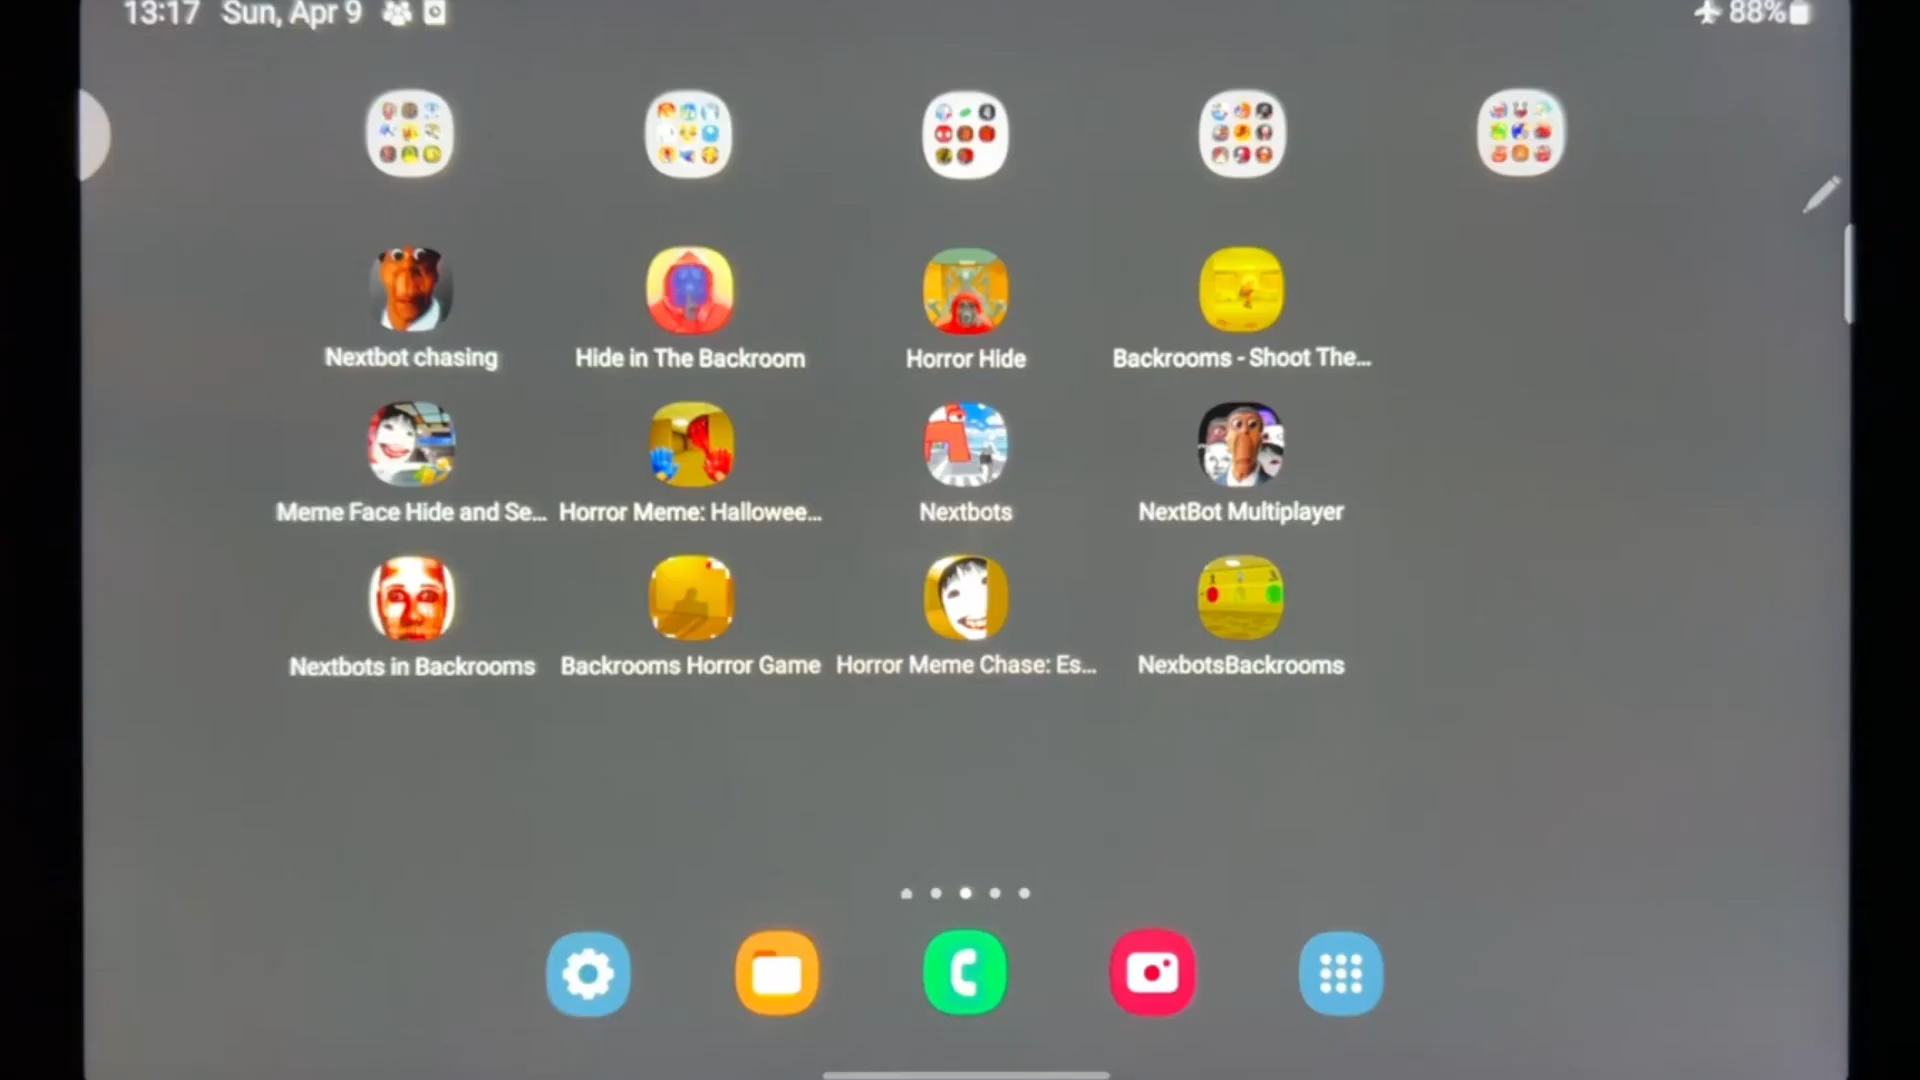 13:17 Sun, Apr 9
88%
Nextbot chasing
Hide in The Backroom
Horror Hide
Backrooms - Shoot The...
Meme Face Hide and Se...
Horror Meme: Hallowee...
Nextbots
NextBot Multiplayer
Nextbots in Backrooms
Backrooms Horror Game
Horror Meme Chase: Es...
NexbotsBackrooms